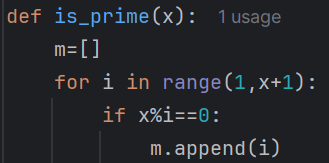 def is_prime(x): 1 usage
    m=[]
    for i in range(1,x+1):
        if x%i==0:
            m.append(i)